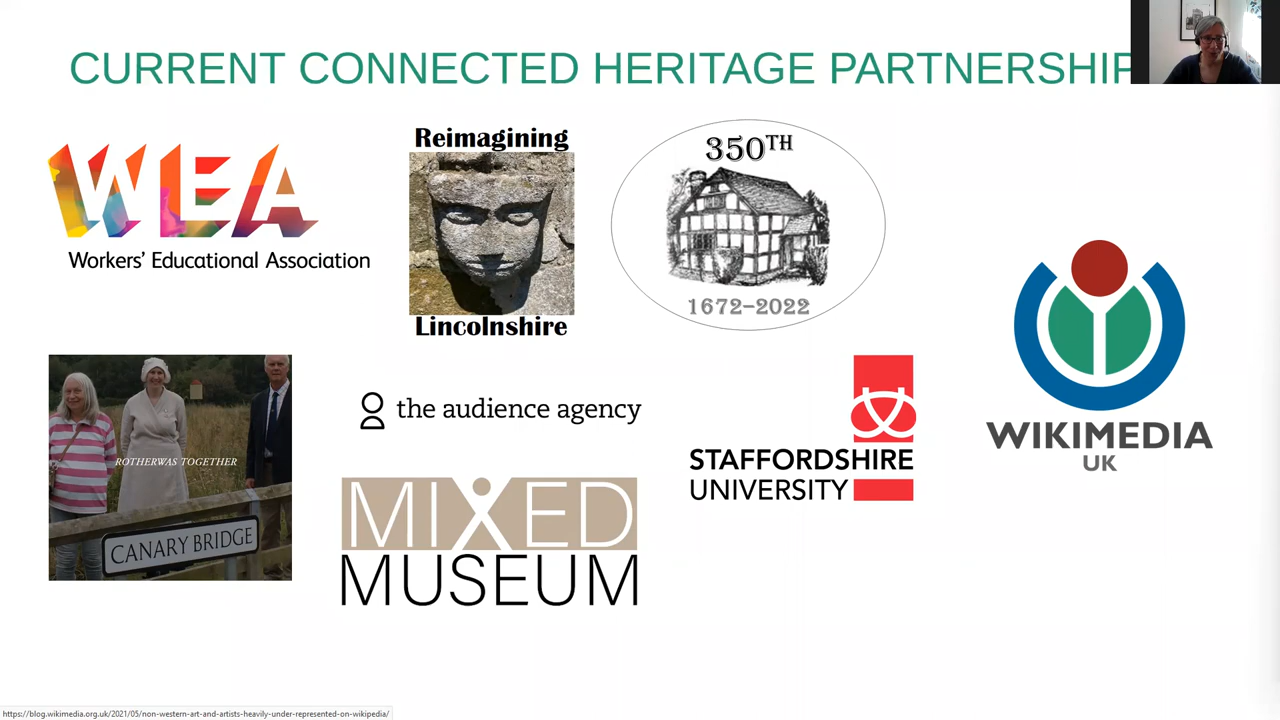 CURRENT CONNECTED HERITAGE PARTNERSHIP
WEA
Workers' Educational Association
Reimagining
Lincolnshire
350TH
1672–2022
WIKIMEDIA
UK
ROTHERWAS TOGETHER
CANARY BRIDGE
the audience agency
MIXED
MUSEUM
STAFFORDSHIRE
UNIVERSITY
https://blog.wikimedia.org.uk/2021/05/non-western-art-and-artists-heavily-under-represented-on-wikipedia/